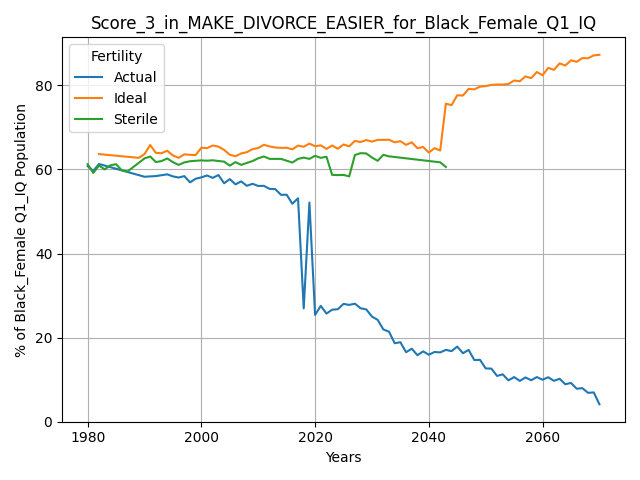 Score_3_in_MAKE_DIVORCE_EASIER_for_Black_Female_Q1_IQ
Fertility
Actual
Ideal
Sterile
% of Black_Female Q1_IQ Population
80
60
40
20
0
1980
2000
2020
2040
2060
Years